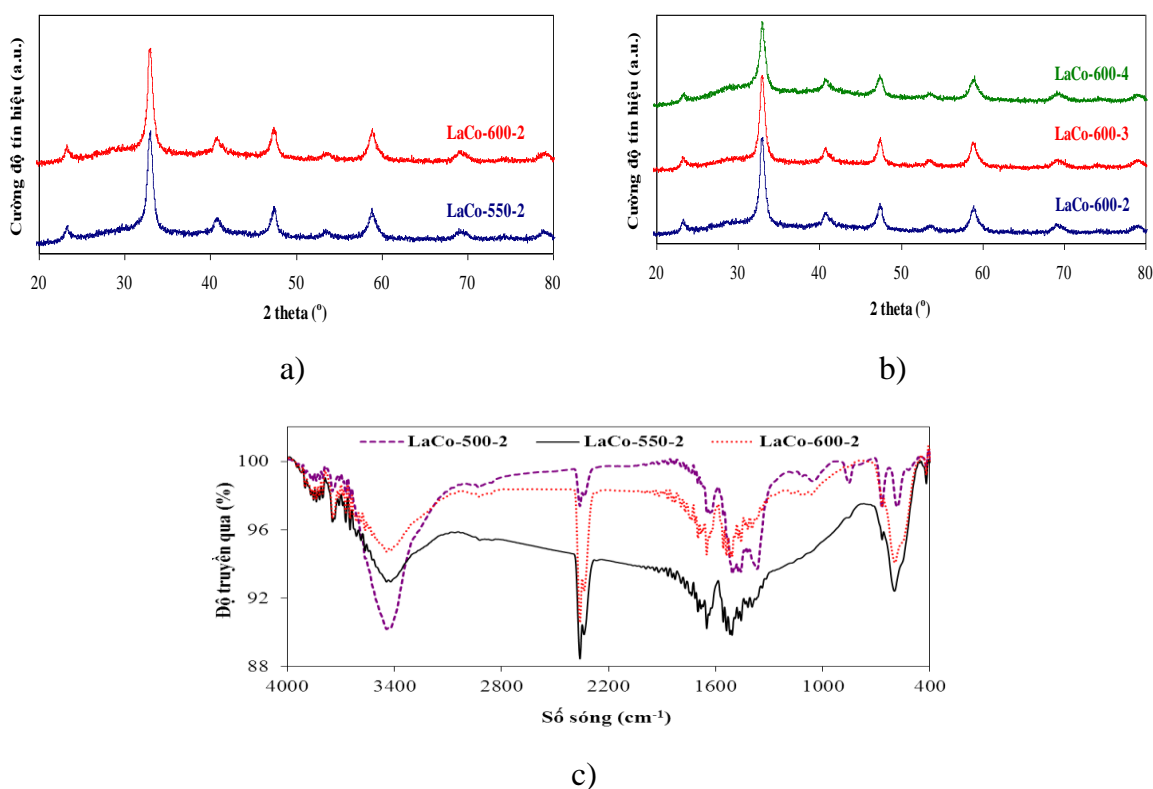 Cường độ tín hiệu (a.u.)
LaCo-600-2
LaCo-550-2
20 30 40 50 60 70 80
2 theta (o)
a)
Cường độ tín hiệu (a.u.)
LaCo-600-4
LaCo-600-3
LaCo-600-2
20 30 40 50 60 70 80
2 theta (o)
b)
LaCo-500-2 LaCo-550-2 LaCo-600-2
Độ truyền qua (%)
100
96
92
88
4000 3400 2800 2200 1600 1000 400
Số sóng (cm-1)
c)